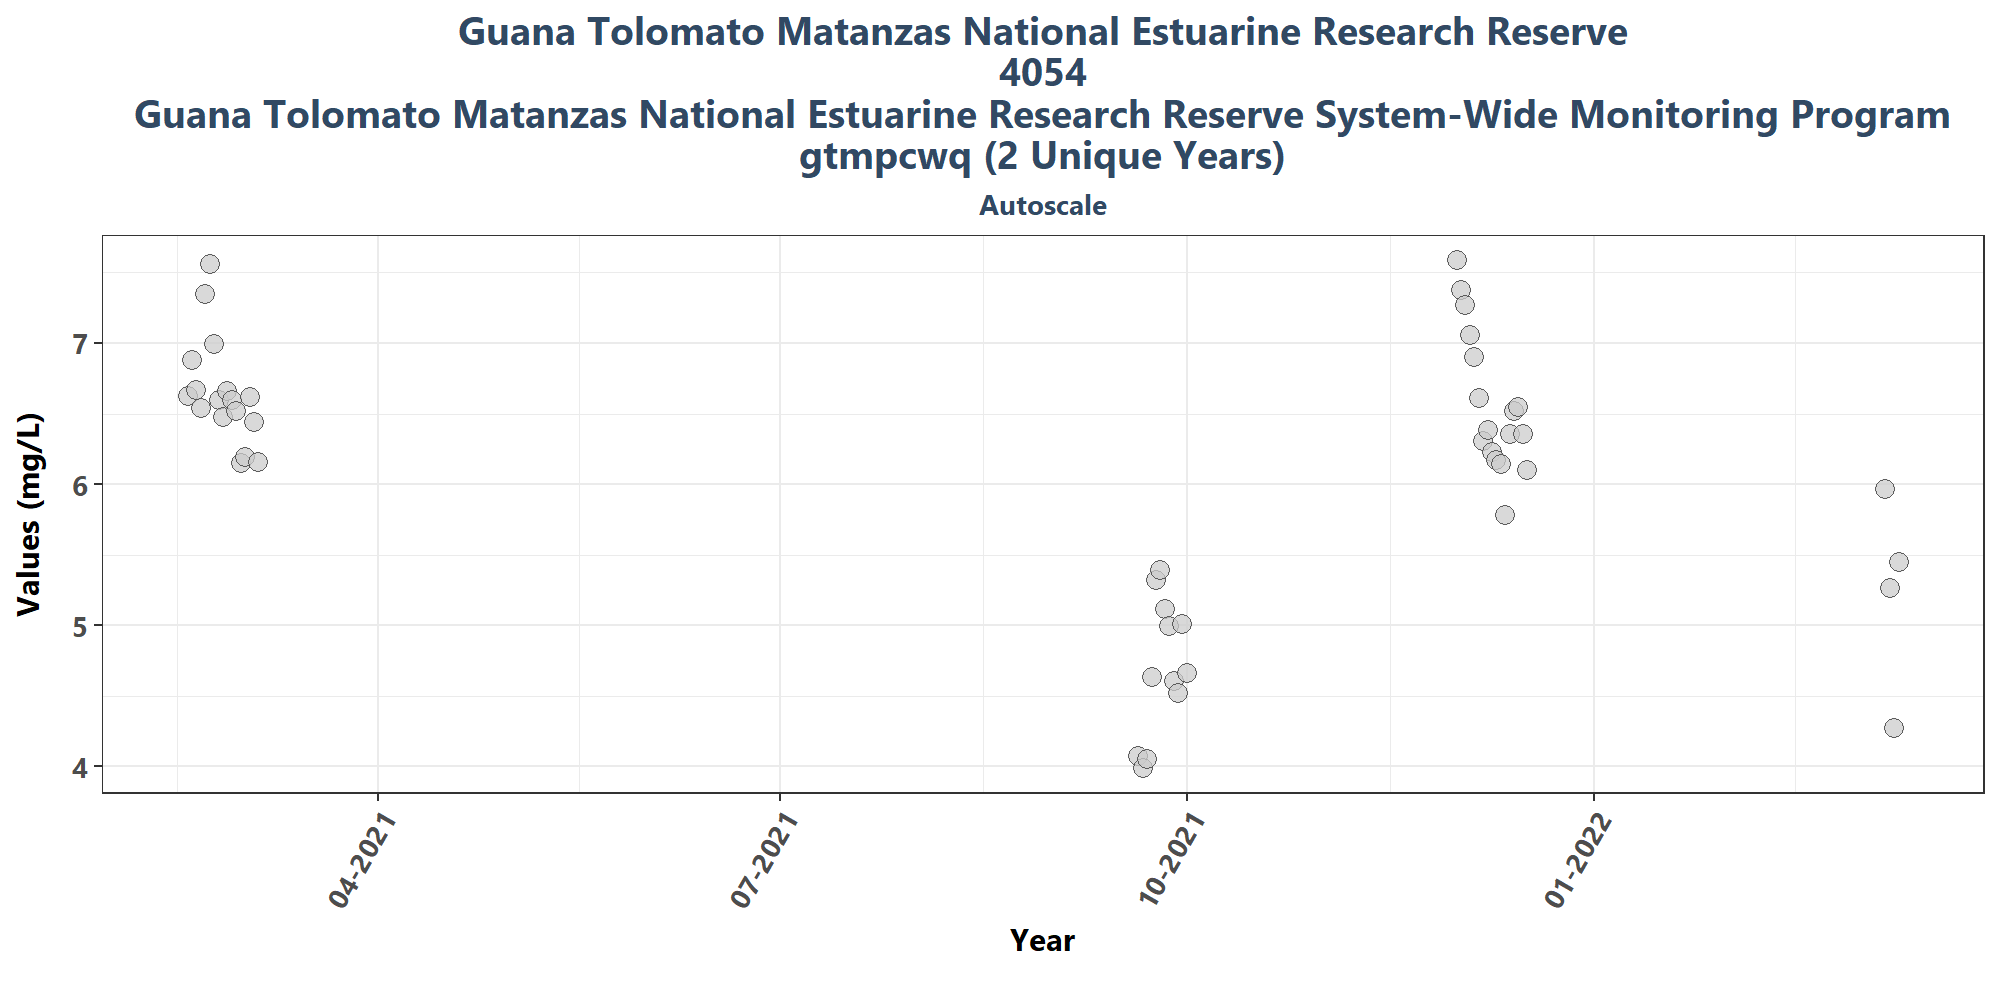 Guana Tolomato Matanzas National Estuarine Research Reserve
4054
Guana Tolomato Matanzas National Estuarine Research Reserve System-Wide Monitoring Program
gtmpcwq (2 Unique Years)
Autoscale
Values (mg/L)
7
6
5
4
04-2021
07-2021
10-2021
01-2022
Year